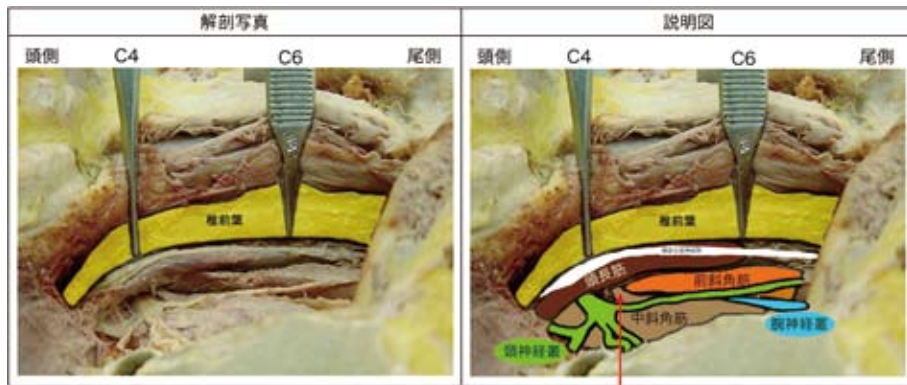 解剖写真
説明図
頭側 C4 C6 尾側
頭側 C4 C6 尾側
椎前葉
椎前葉
頭長筋
前斜角筋
中斜角筋
腕神経叢
頸神経叢